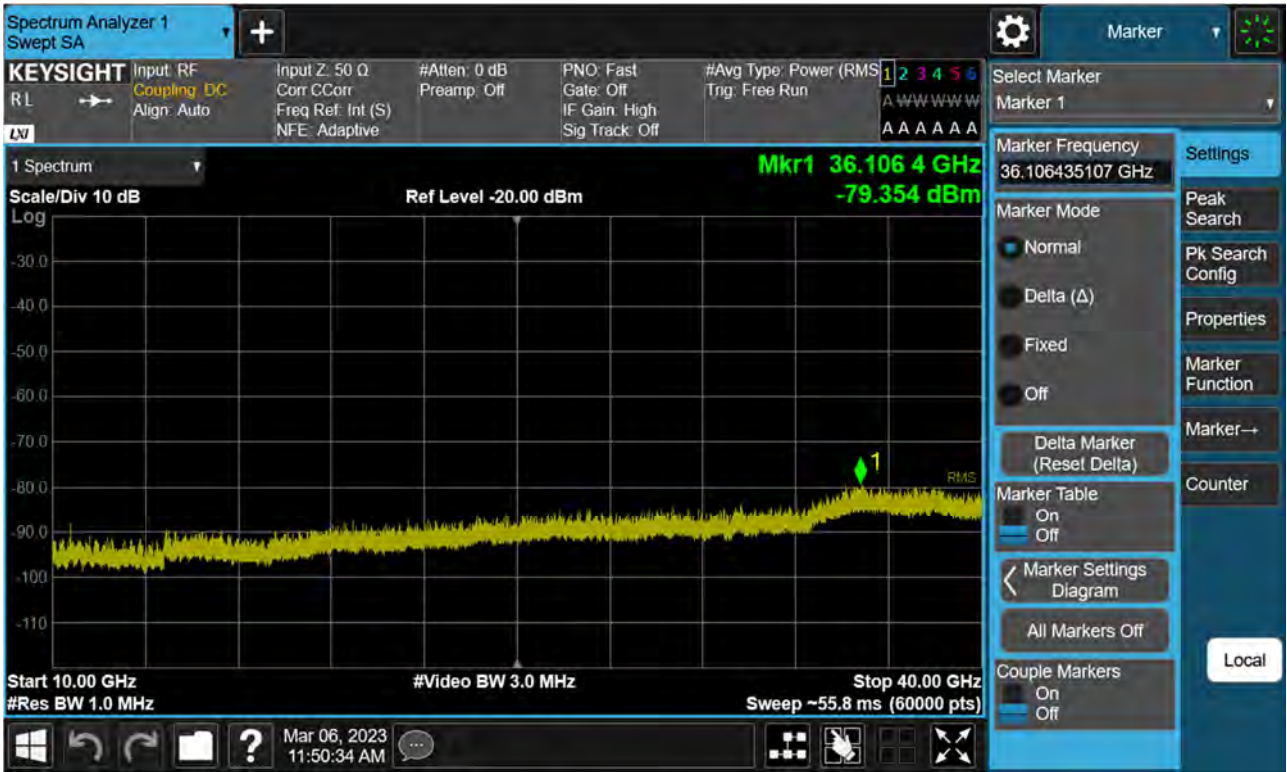 Spectrum Analyzer 1
Swept SA
+
Marker
KEYSIGHT
RL
LXI
Input: RF
Coupling: DC
Align: Auto
Input Z: 50 Ω
Corr CCorr
Freq Ref: Int (S)
NFE: Adaptive
#Atten: 0 dB
Preamp: Off
PNO: Fast
Gate: Off
IF Gain: High
Sig Track: Off
#Avg Type: Power (RMS
Trig: Free Run
1 2 3 4 5 6
A W W W W W
A A A A A A
Select Marker
Marker 1
1 Spectrum
Scale/Div 10 dB
Log
Ref Level -20.00 dBm
Mkr1 36.106 4 GHz
-79.354 dBm
-30.0
-40.0
-50.0
-60.0
-70.0
-80.0
-90.0
-100
-110
1
RMS
Start 10.00 GHz
#Res BW 1.0 MHz
#Video BW 3.0 MHz
Stop 40.00 GHz
Sweep ~55.8 ms (60000 pts)
Marker Frequency
36.106435107 GHz
Marker Mode
Normal
Delta (Δ)
Fixed
Off
Delta Marker
(Reset Delta)
Marker Table
On
Off
Marker Settings
Diagram
All Markers Off
Couple Markers
On
Off
Settings
Peak
Search
Pk Search
Config
Properties
Marker
Function
Marker→
Counter
Local
?
Mar 06, 2023
11:50:34 AM